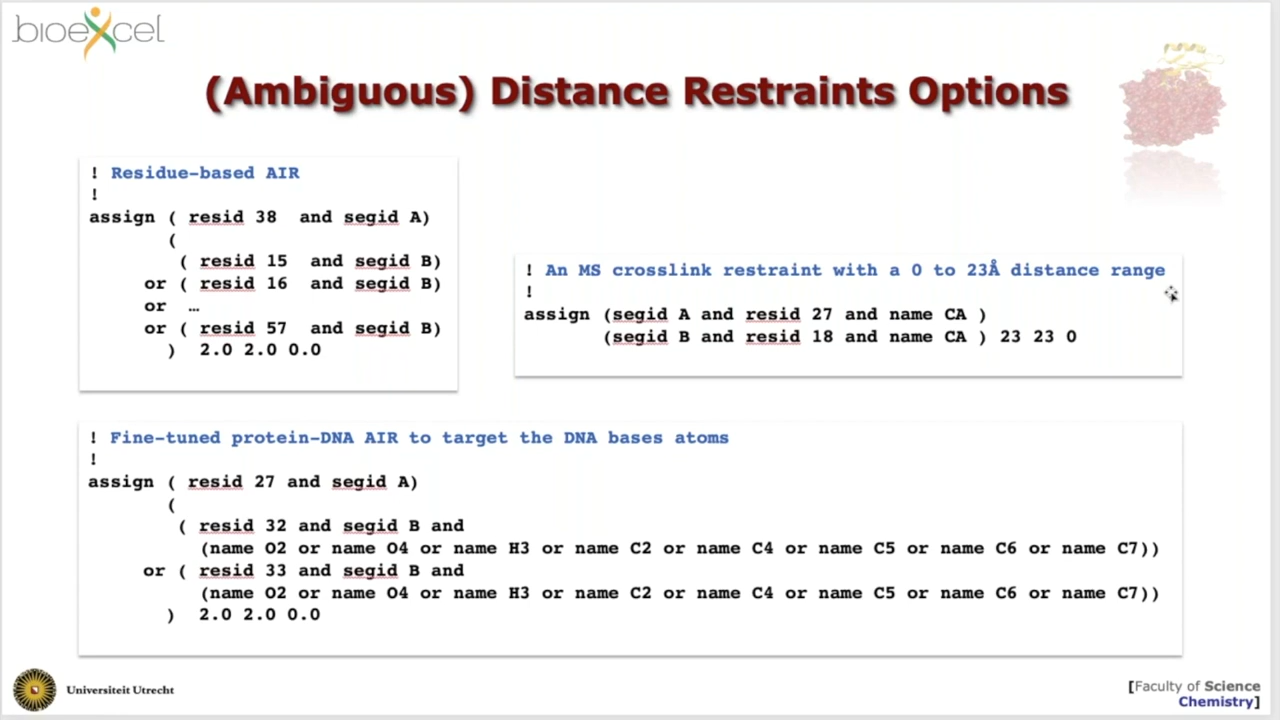 bioexcel
(Ambiguous) Distance Restraints Options
! Residue-based AIR
!
assign ( resid 38  and segid A)
(
( resid 15  and segid B)
or ( resid 16  and segid B)
or  …
or ( resid 57  and segid B)
)  2.0 2.0 0.0
! An MS crosslink restraint with a 0 to 23Å distance range
!
assign (segid A and resid 27 and name CA )
(segid B and resid 18 and name CA ) 23 23 0
! Fine-tuned protein-DNA AIR to target the DNA bases atoms
!
assign ( resid 27 and segid A)
(
( resid 32 and segid B and
(name O2 or name O4 or name H3 or name C2 or name C4 or name C5 or name C6 or name C7))
or ( resid 33 and segid B and
(name O2 or name O4 or name H3 or name C2 or name C4 or name C5 or name C6 or name C7))
)  2.0 2.0 0.0
Universiteit Utrecht
[Faculty of Science
Chemistry]